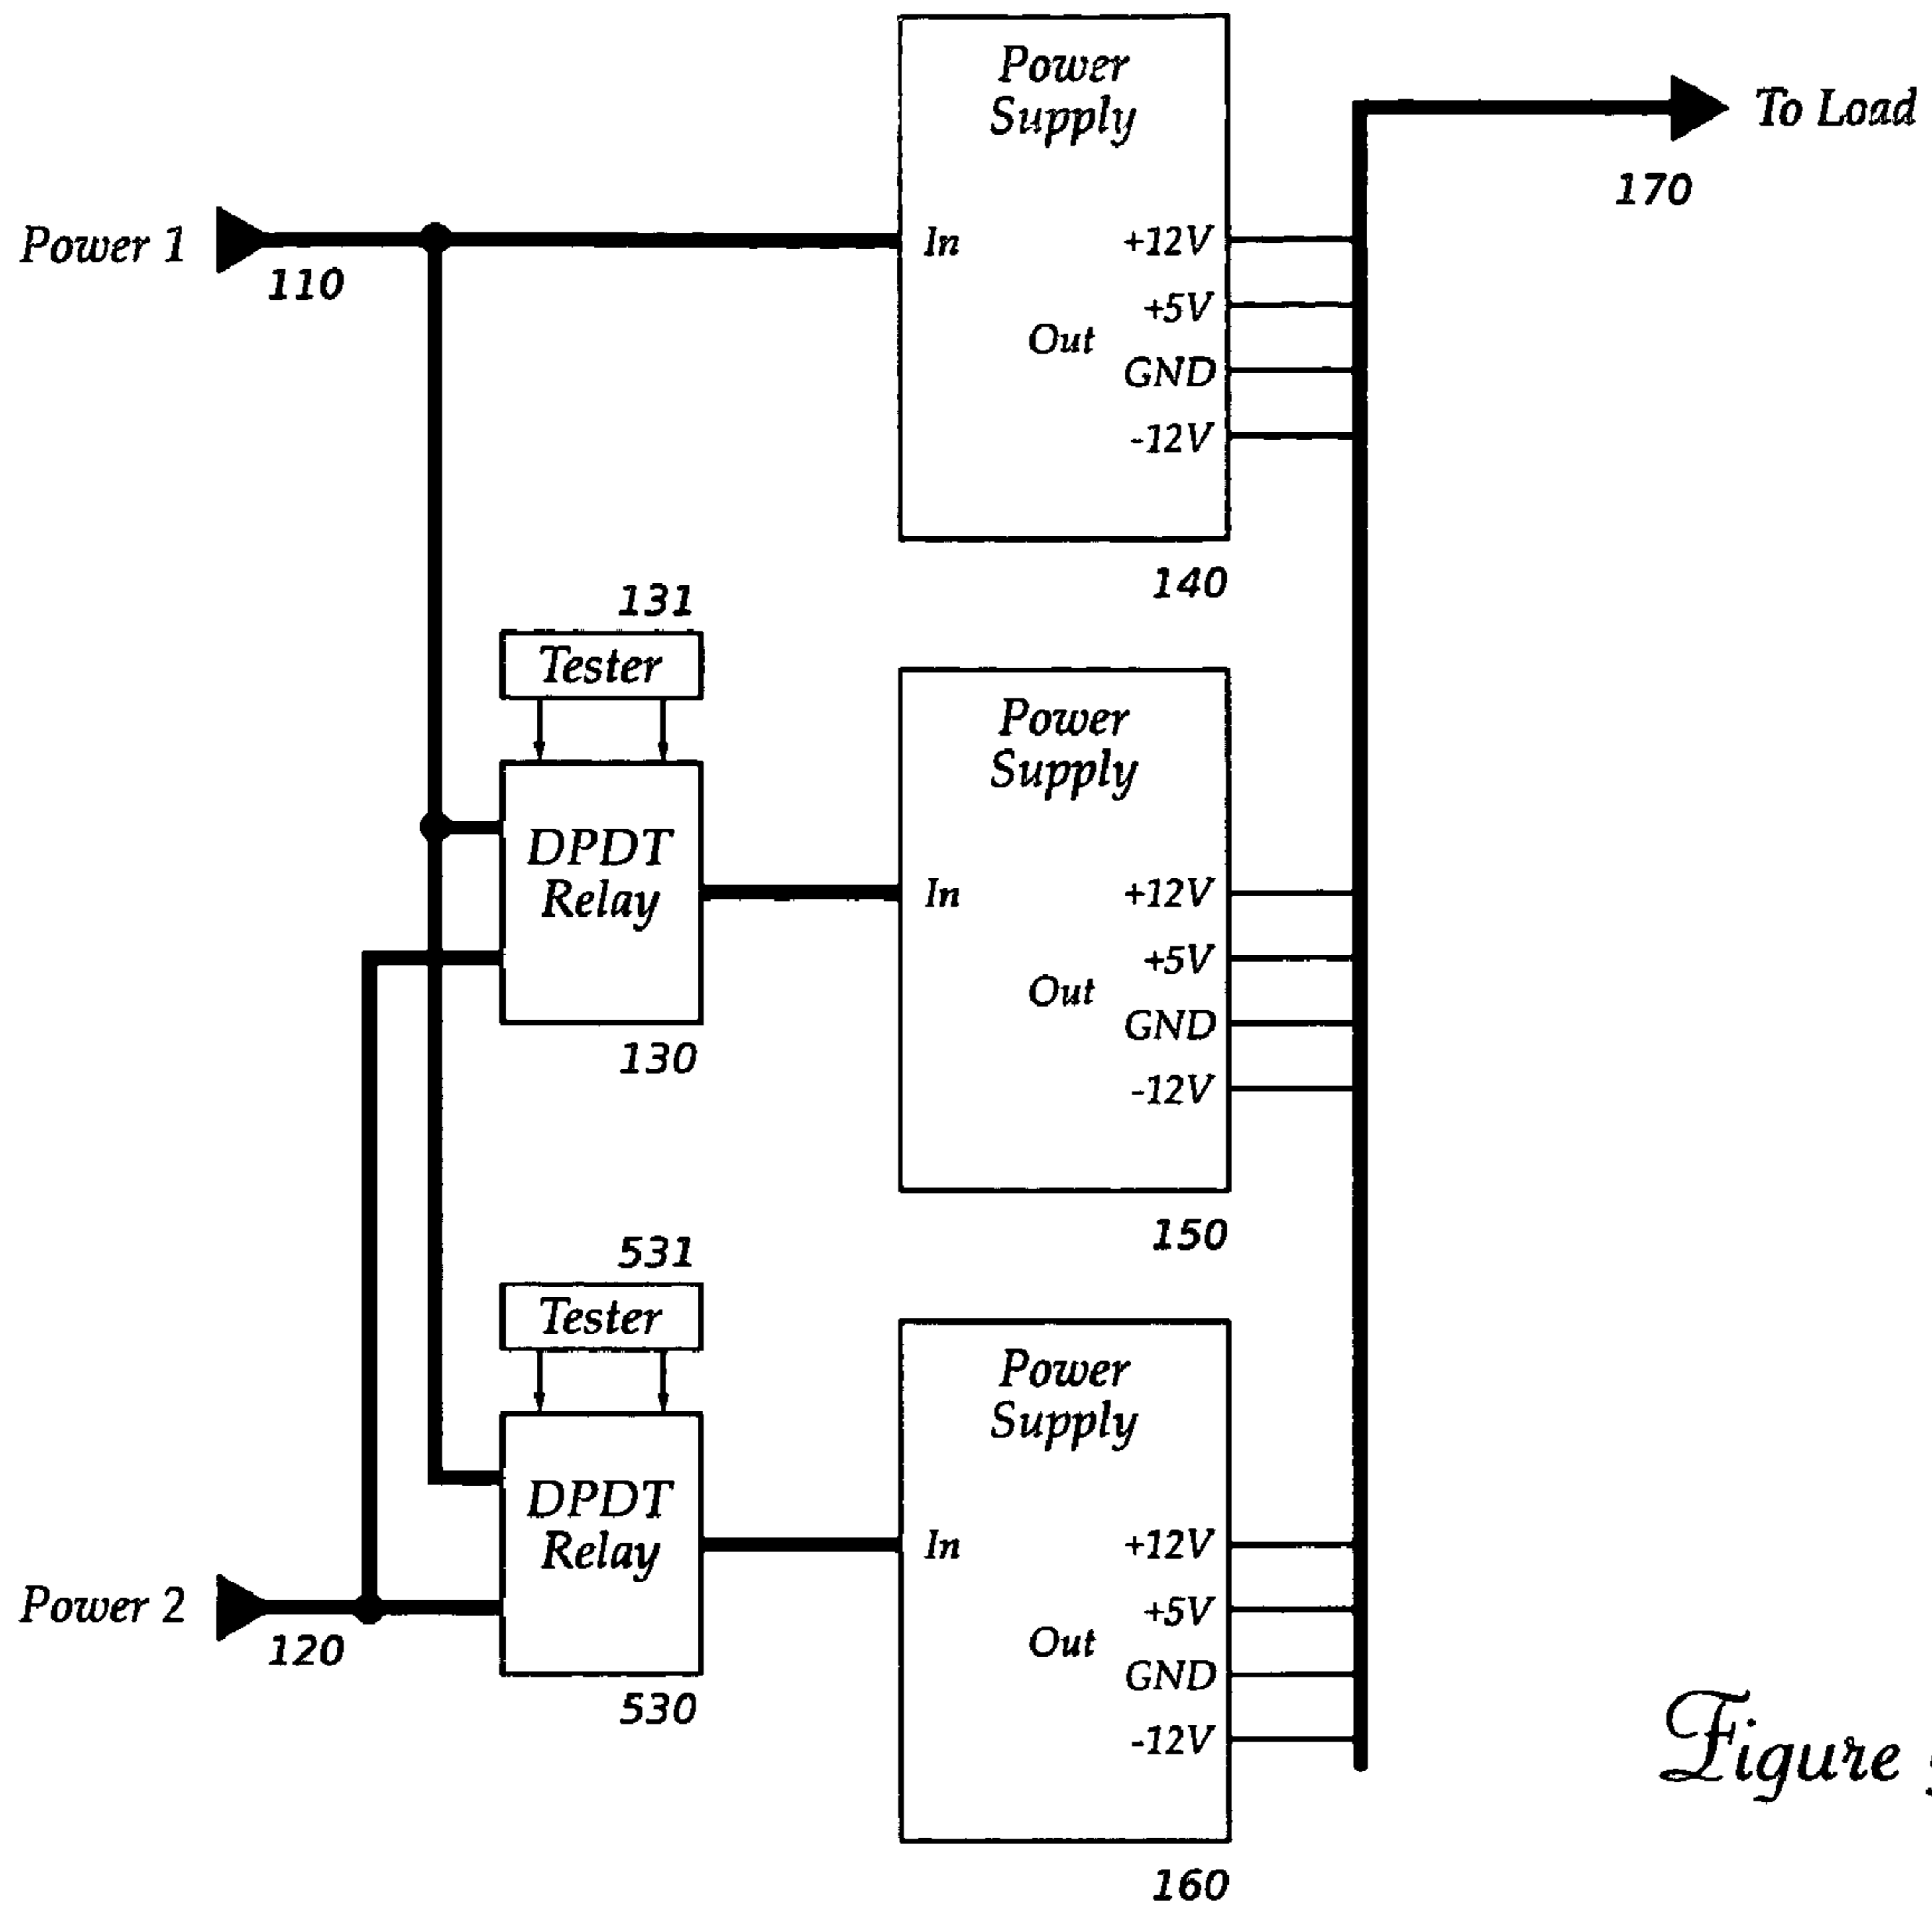 Power
Supply
To Load
170
Power 1
110
In
+12V
+5V
Out
GND
-12V
140
131
Tester
DPDT
Relay
130
Power
Supply
In
+12V
+5V
Out
GND
-12V
150
531
Tester
DPDT
Relay
530
Power 2
120
Power
Supply
In
+12V
+5V
Out
GND
-12V
160
Figure